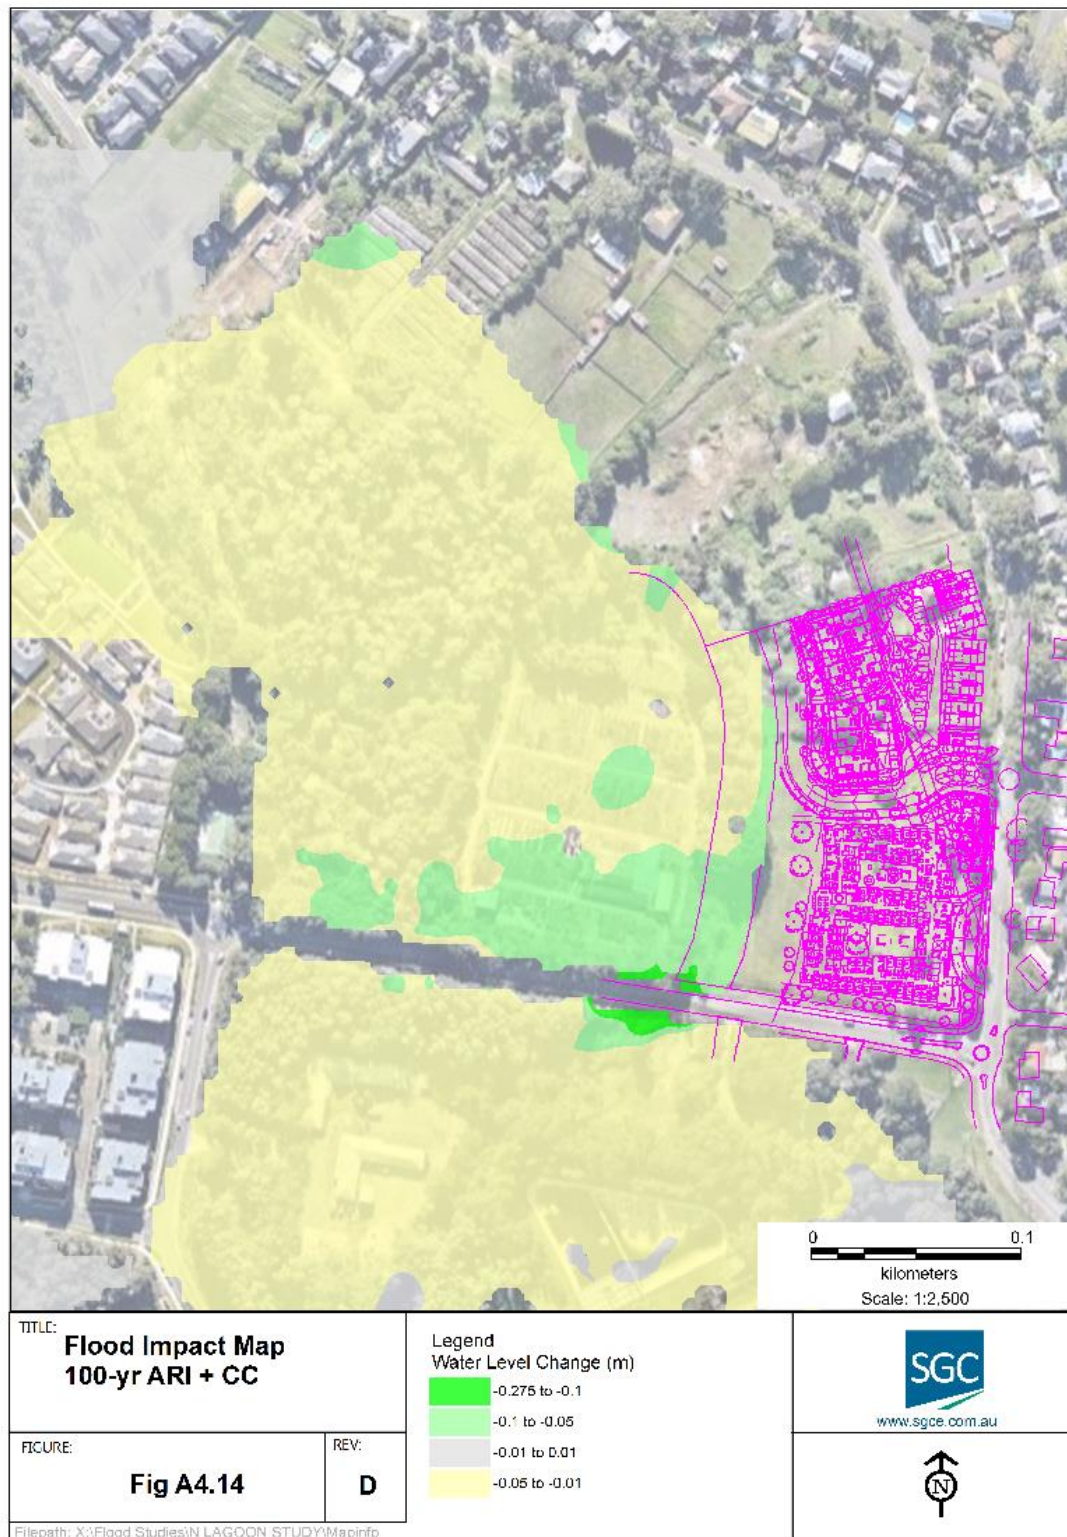 0 0.1
kilometers
Scale: 1:2,500
TITLE:
Flood Impact Map
100-yr ARI + CC
FIGURE:
Fig A4.14
REV:
D
Legend
Water Level Change (m)
-0.275 to -0.1
-0.1 to -0.05
-0.01 to 0.01
-0.05 to -0.01
SGC
www.sgce.com.au
N
Filepath: X:\Flood Studies\N LAGOON STUDY\Mapinfo